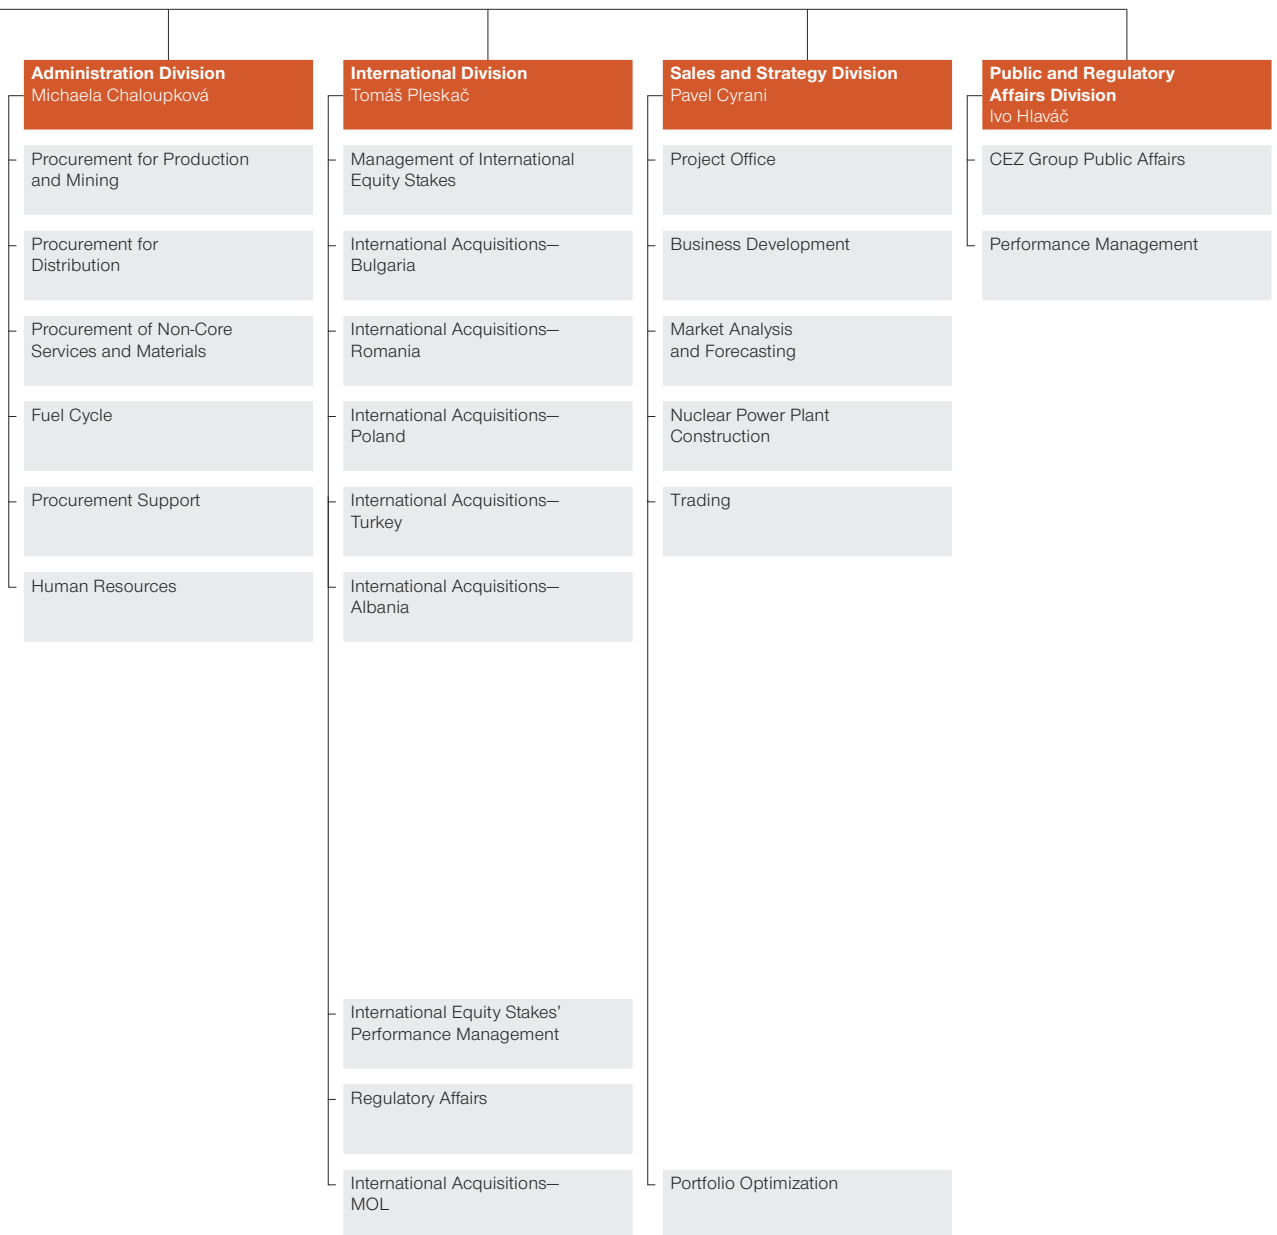 Administration Division
Michaela Chaloupková
Procurement for Production
and Mining
Procurement for
Distribution
Procurement of Non-Core
Services and Materials
Fuel Cycle
Procurement Support
Human Resources
International Division
Tomáš Pleskač
Management of International
Equity Stakes
International Acquisitions—
Bulgaria
International Acquisitions—
Romania
International Acquisitions—
Poland
International Acquisitions—
Turkey
International Acquisitions—
Albania
International Equity Stakes’
Performance Management
Regulatory Affairs
International Acquisitions—
MOL
Sales and Strategy Division
Pavel Cyrani
Project Office
Business Development
Market Analysis
and Forecasting
Nuclear Power Plant
Construction
Trading
Portfolio Optimization
Public and Regulatory
Affairs Division
Ivo Hlaváč
CEZ Group Public Affairs
Performance Management